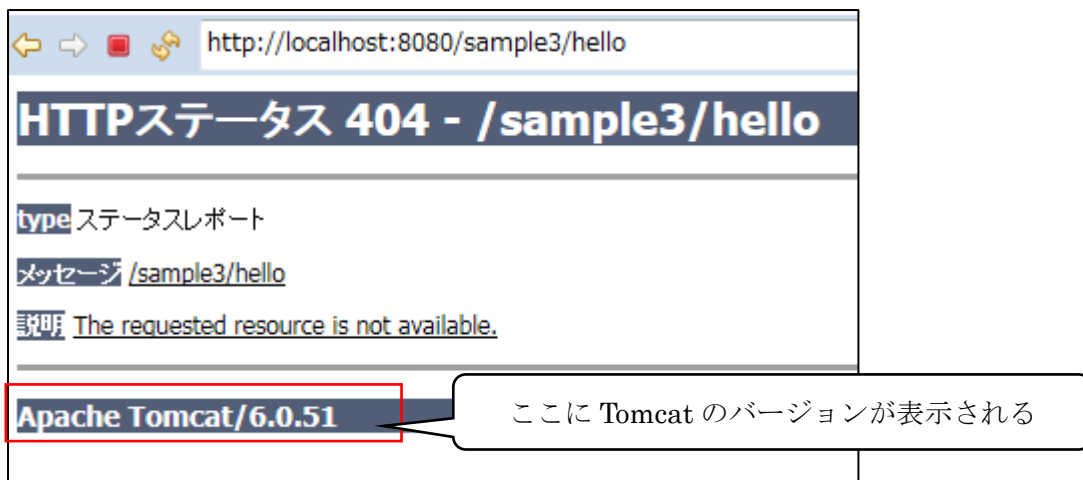 http://localhost:8080/sample3/hello
HTTPステータス 404 - /sample3/hello
type ステータスレポート
メッセージ /sample3/hello
説明 The requested resource is not available.
Apache Tomcat/6.0.51
ここに Tomcat のバージョンが表示される